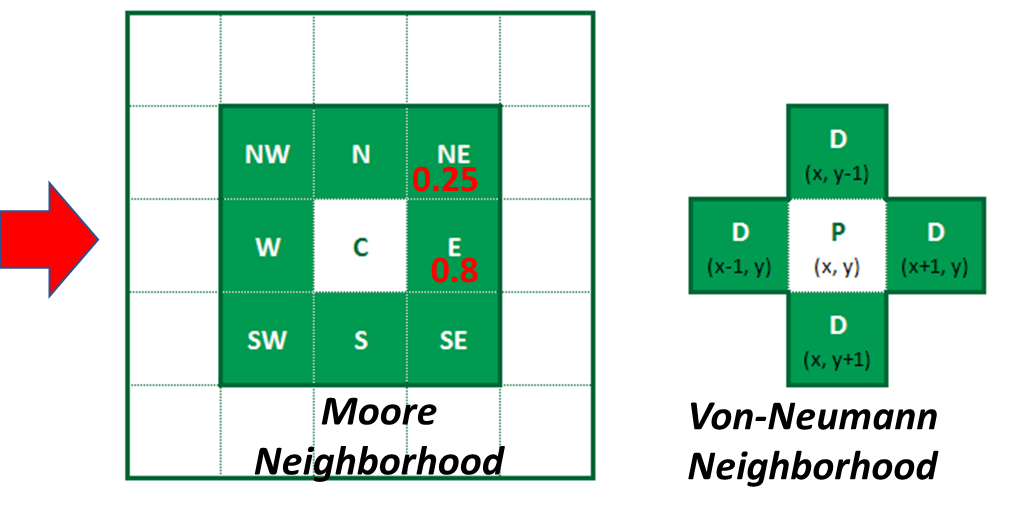 NW N NE
0.25
W C E
0.8
SW S SE
Moore
Neighborhood
D
(x, y-1)
D P D
(x-1, y) (x, y) (x+1, y)
D
(x, y+1)
Von-Neumann
Neighborhood